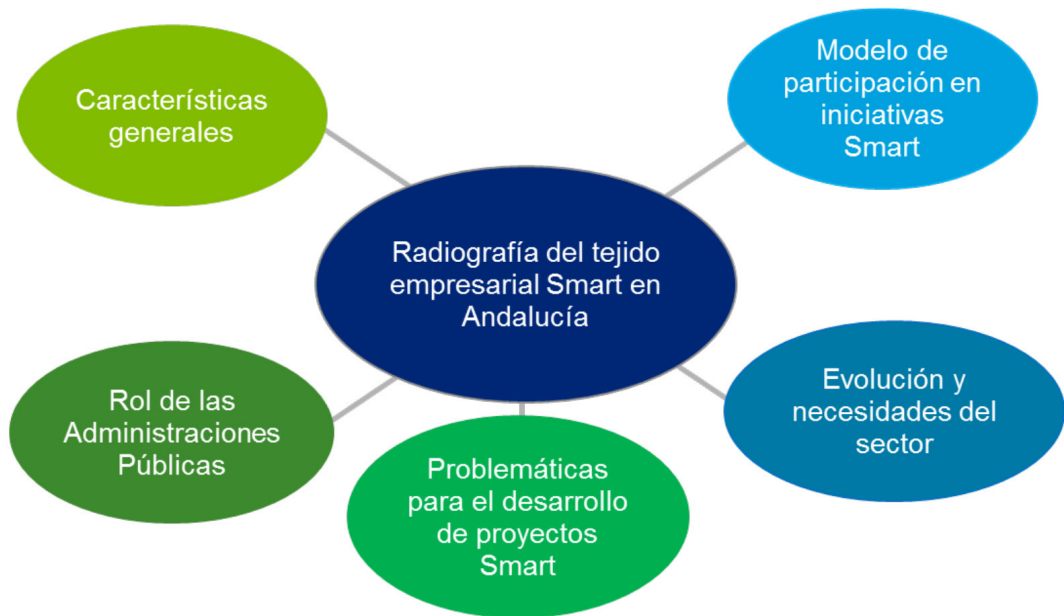 Características
generales
Modelo de
participación en
iniciativas
Smart
Radiografía del tejido
empresarial Smart en
Andalucía
Rol de las
Administraciones
Públicas
Problemáticas
para el desarrollo
de proyectos
Smart
Evolución y
necesidades del
sector